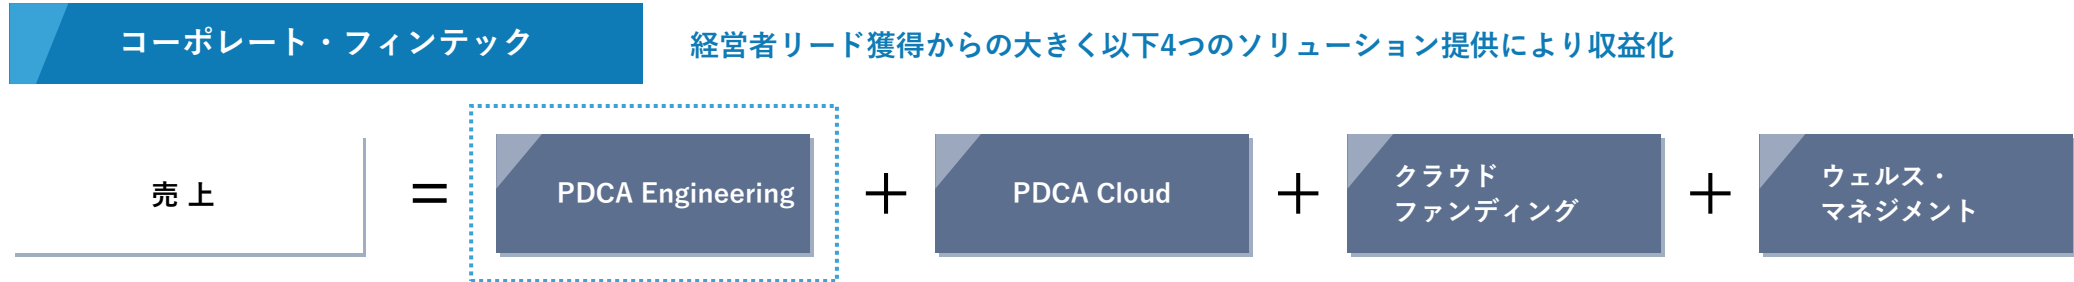 コーポレート・フィンテック
経営者リード獲得からの大きく以下4つのソリューション提供により収益化
売上 = PDCA Engineering + PDCA Cloud + クラウド
ファンディング + ウェルス・
マネジメント